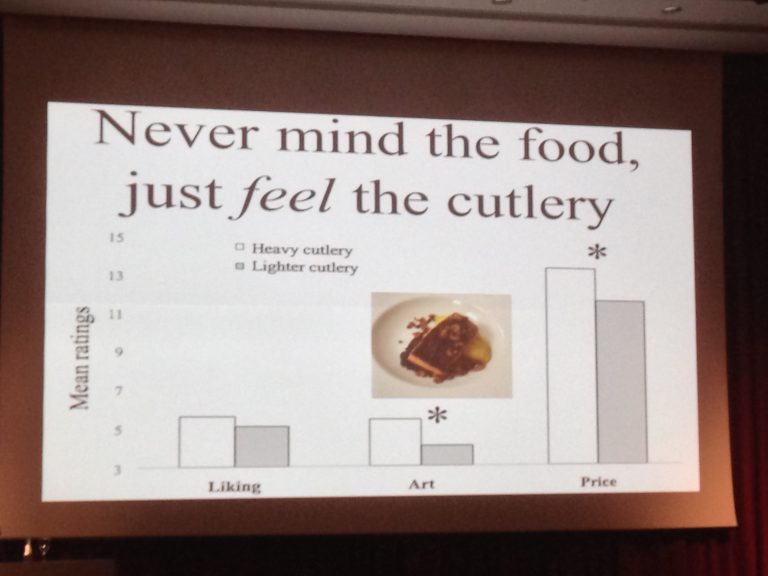 Never mind the food,
just feel the cutlery
15
Heavy cutlery
Lighter cutlery
13
11
9
7
5
3
Mean ratings
*
*
Liking
Art
Price